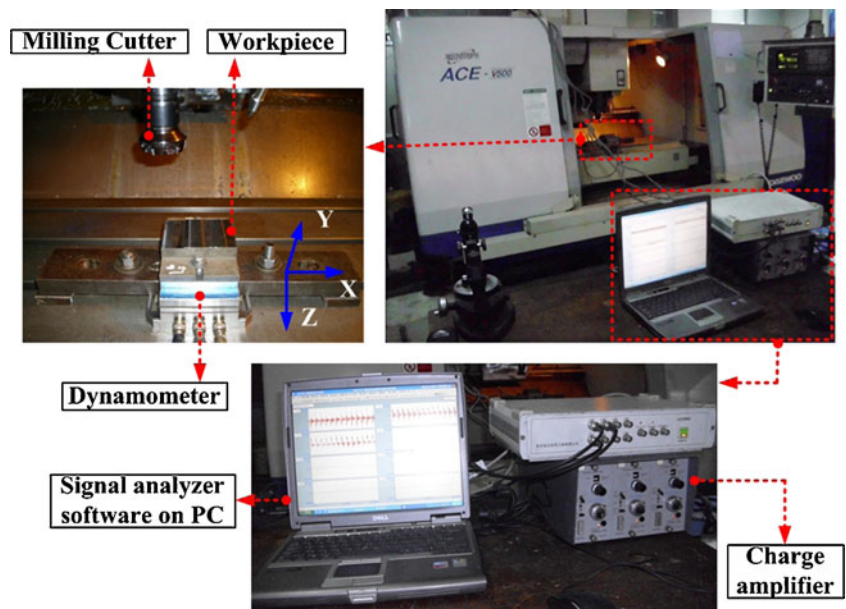 Milling Cutter
Workpiece
ACE - V500
DAEWOO
Y
X
Z
Dynamometer
Signal analyzer
software on PC
DELL
Charge
amplifier